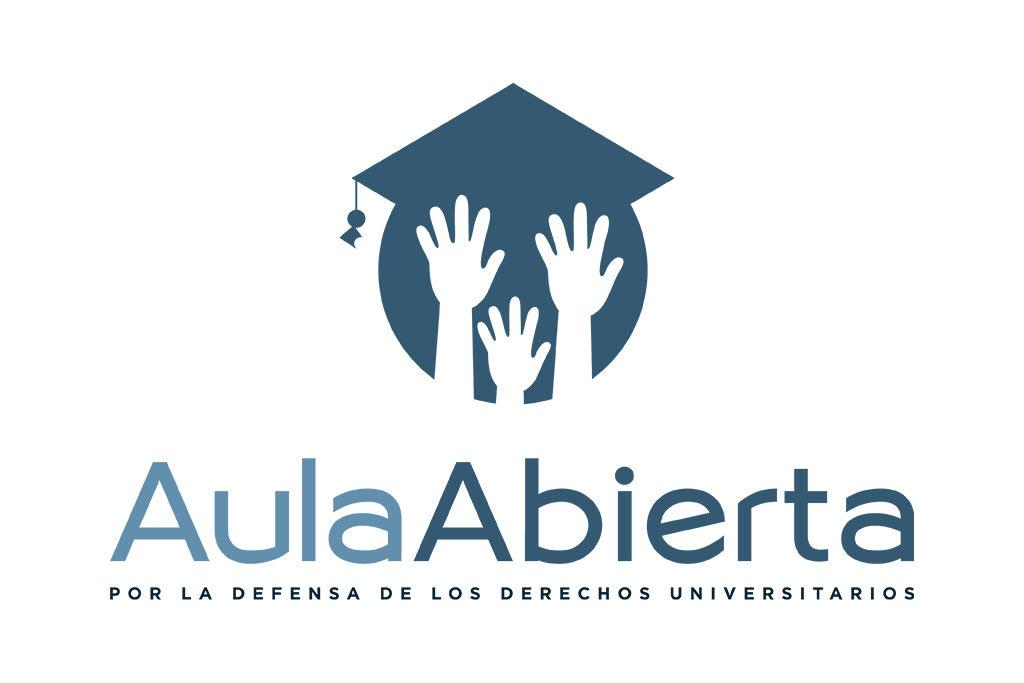 AulaAbierta
POR LA DEFENSA DE LOS DERECHOS UNIVERSITARIOS